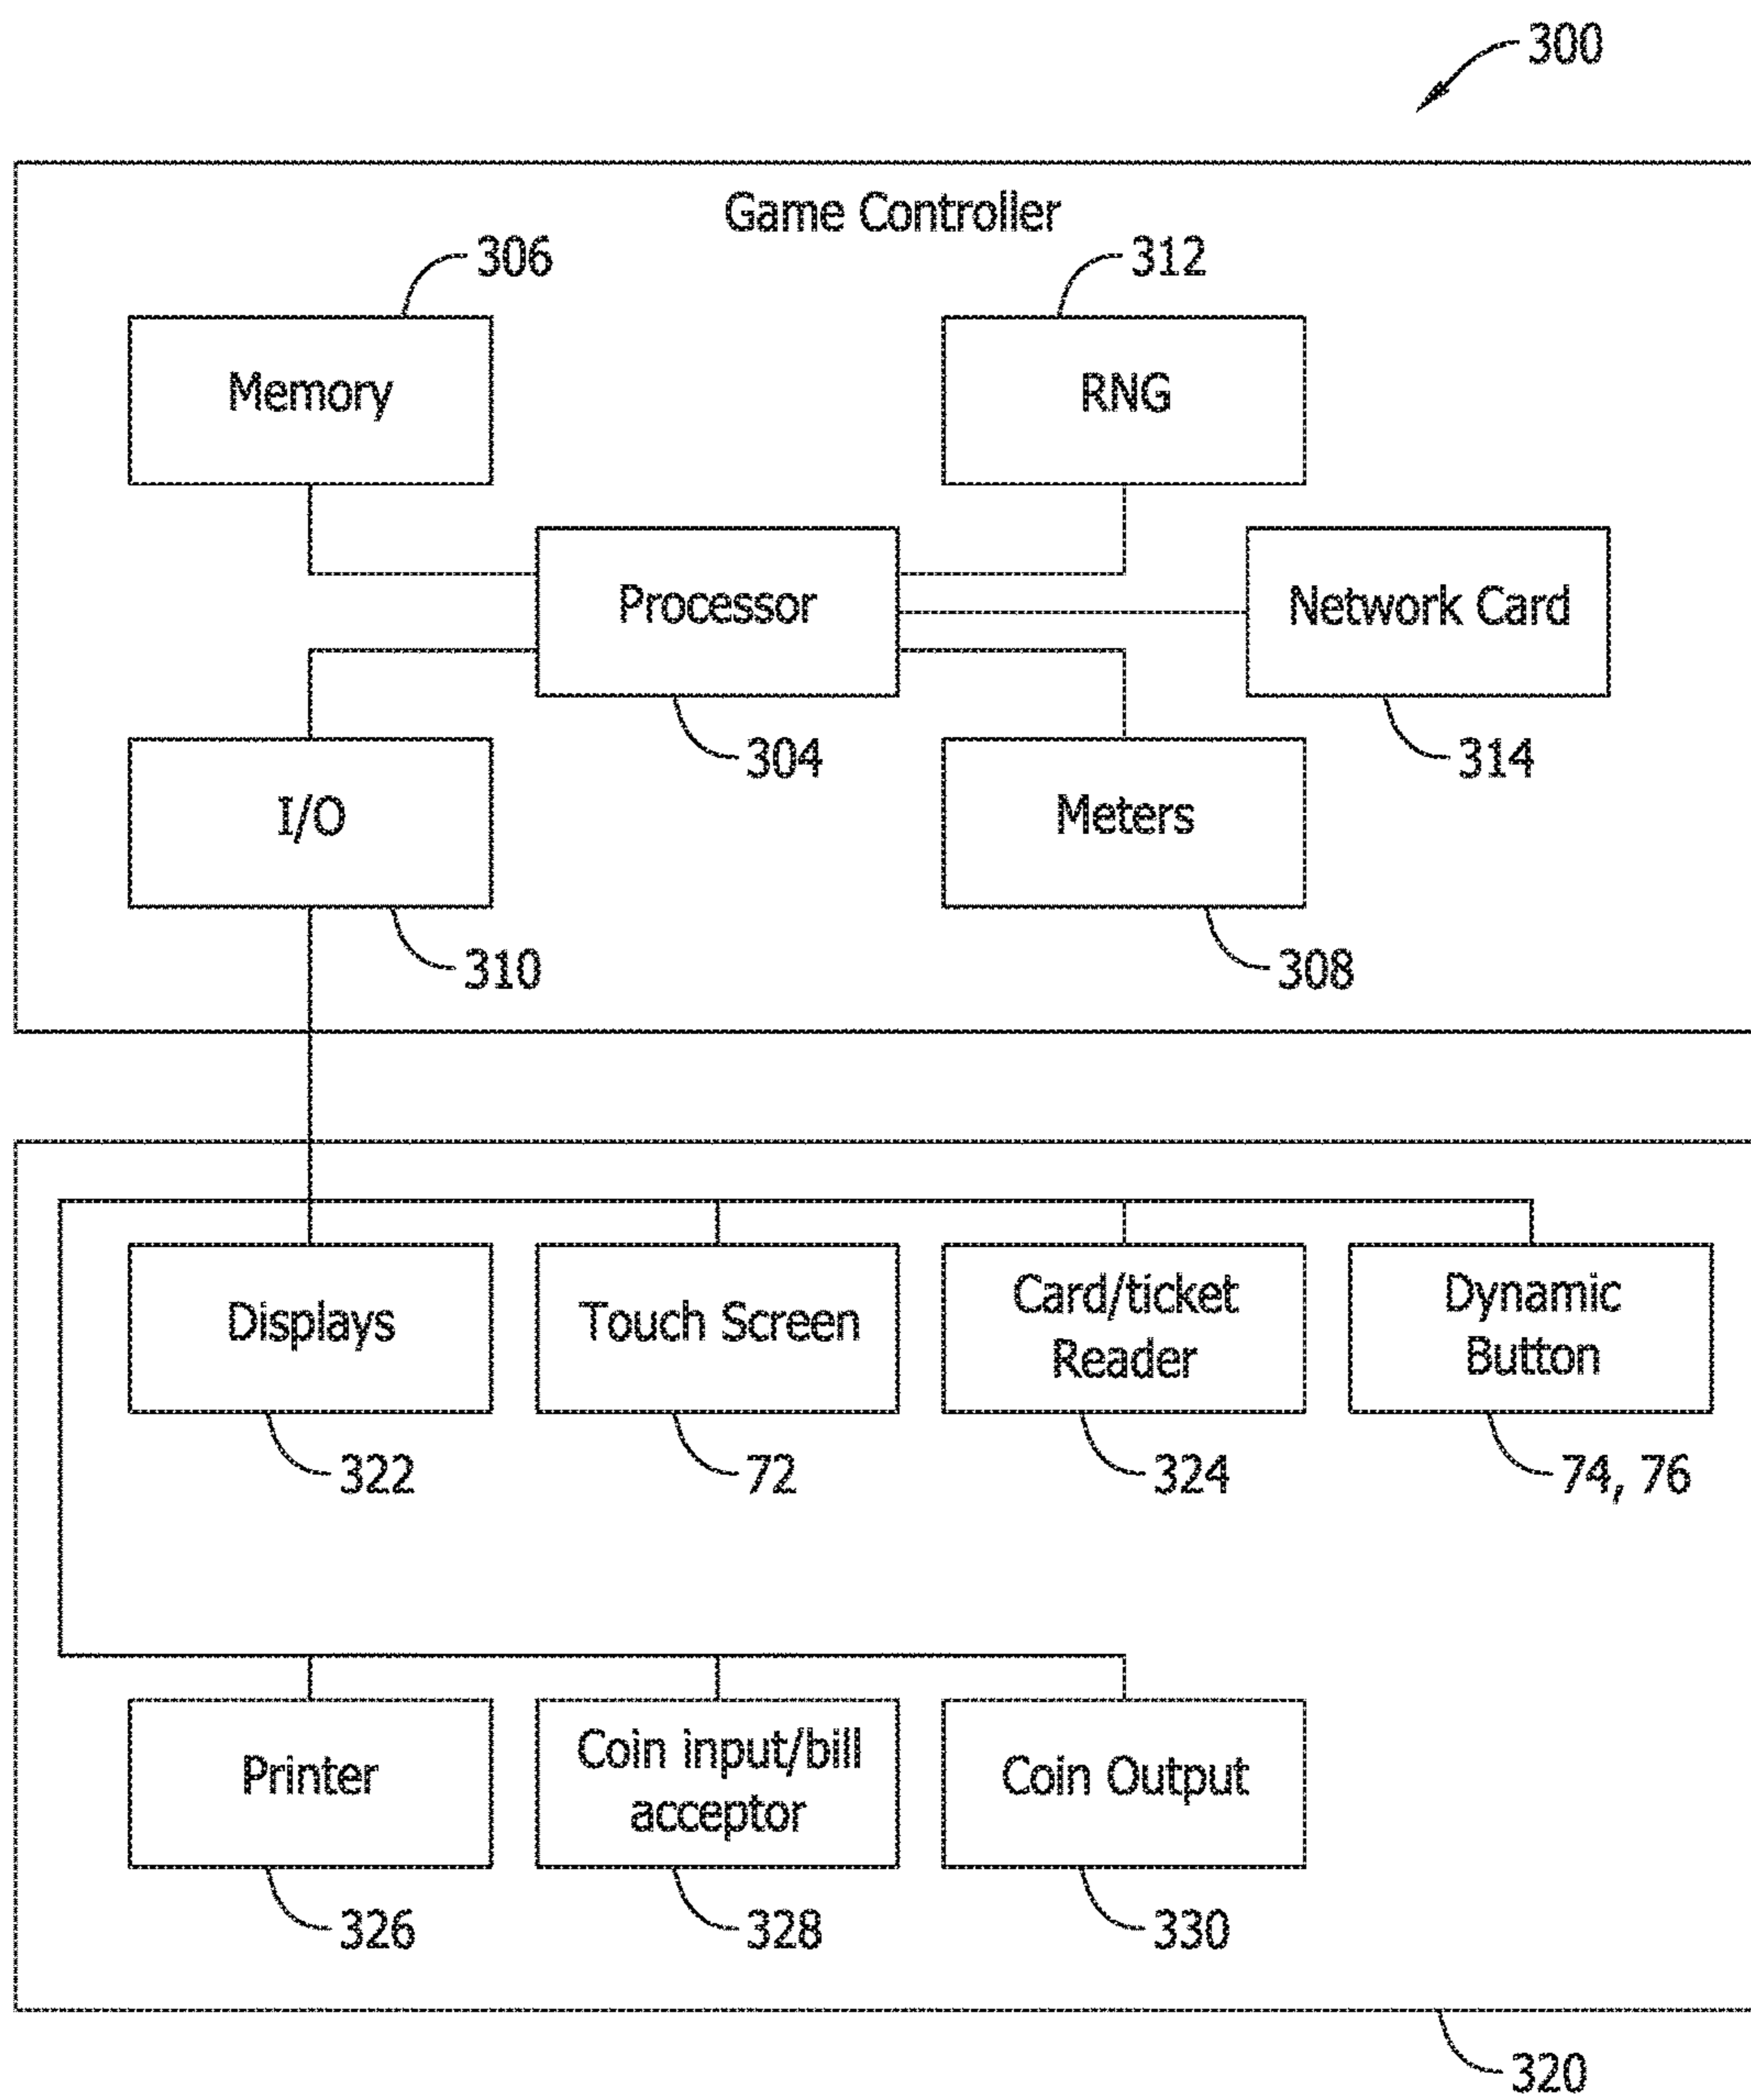 300
Game Controller
306
312
Memory
RNG
Processor
Network Card
304
314
I/O
Meters
310
308
Displays
Touch Screen
Card/ticket
Reader
Dynamic
Button
322
72
324
74, 76
Printer
Coin input/bill
acceptor
Coin Output
326
328
330
320